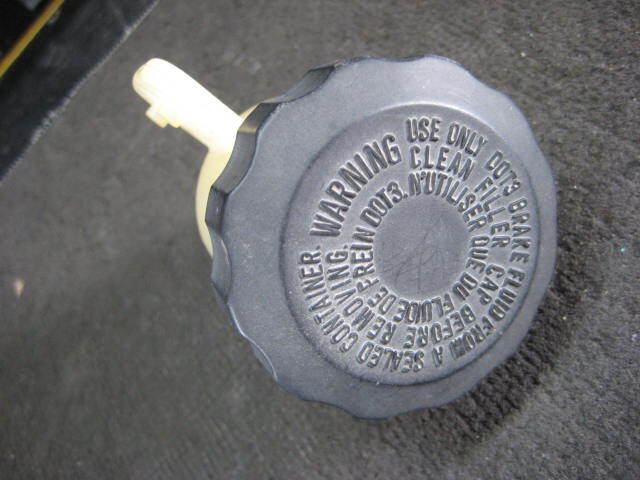 WARNING USE ONLY DOT3 BRAKE FLUID FROM A SEALED CONTAINER.
CLEAN FILLER CAP BEFORE REMOVING.
N'UTILISER QUE DU FLUIDE DE FREIN DOT3.